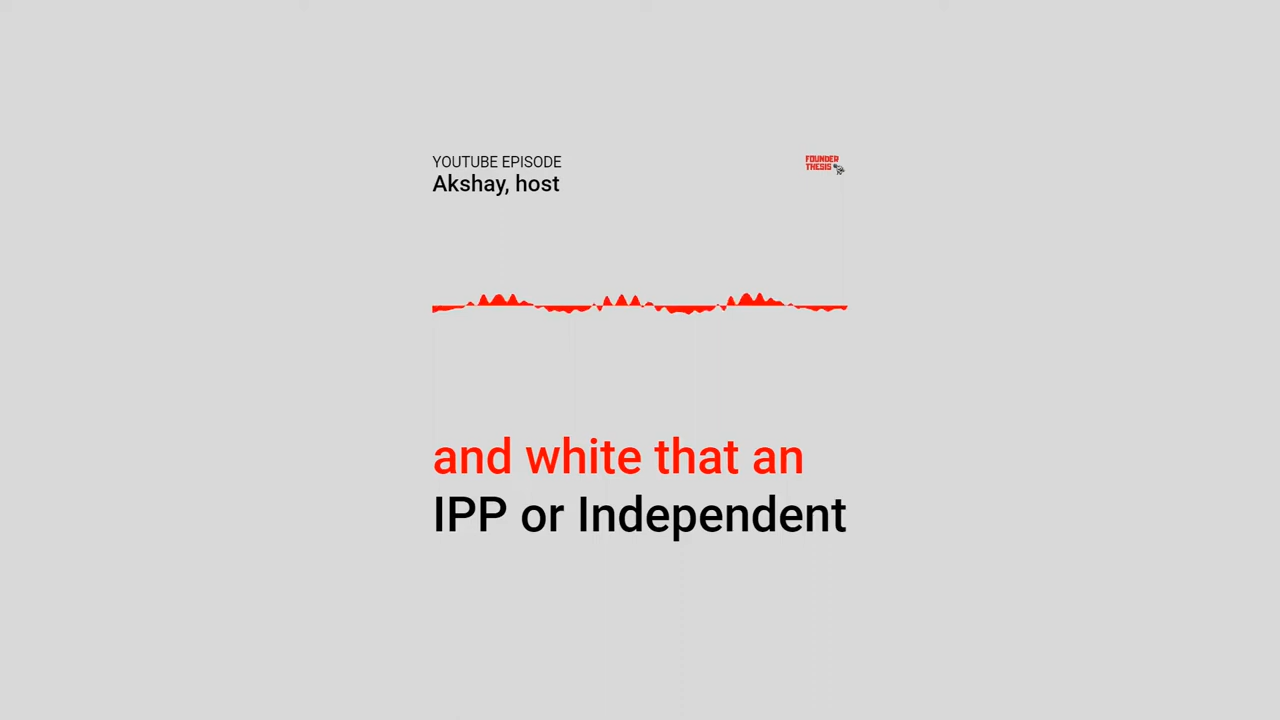 YOUTUBE EPISODE
Akshay, host
FOUNDER
THESIS
and white that an
IPP or Independent